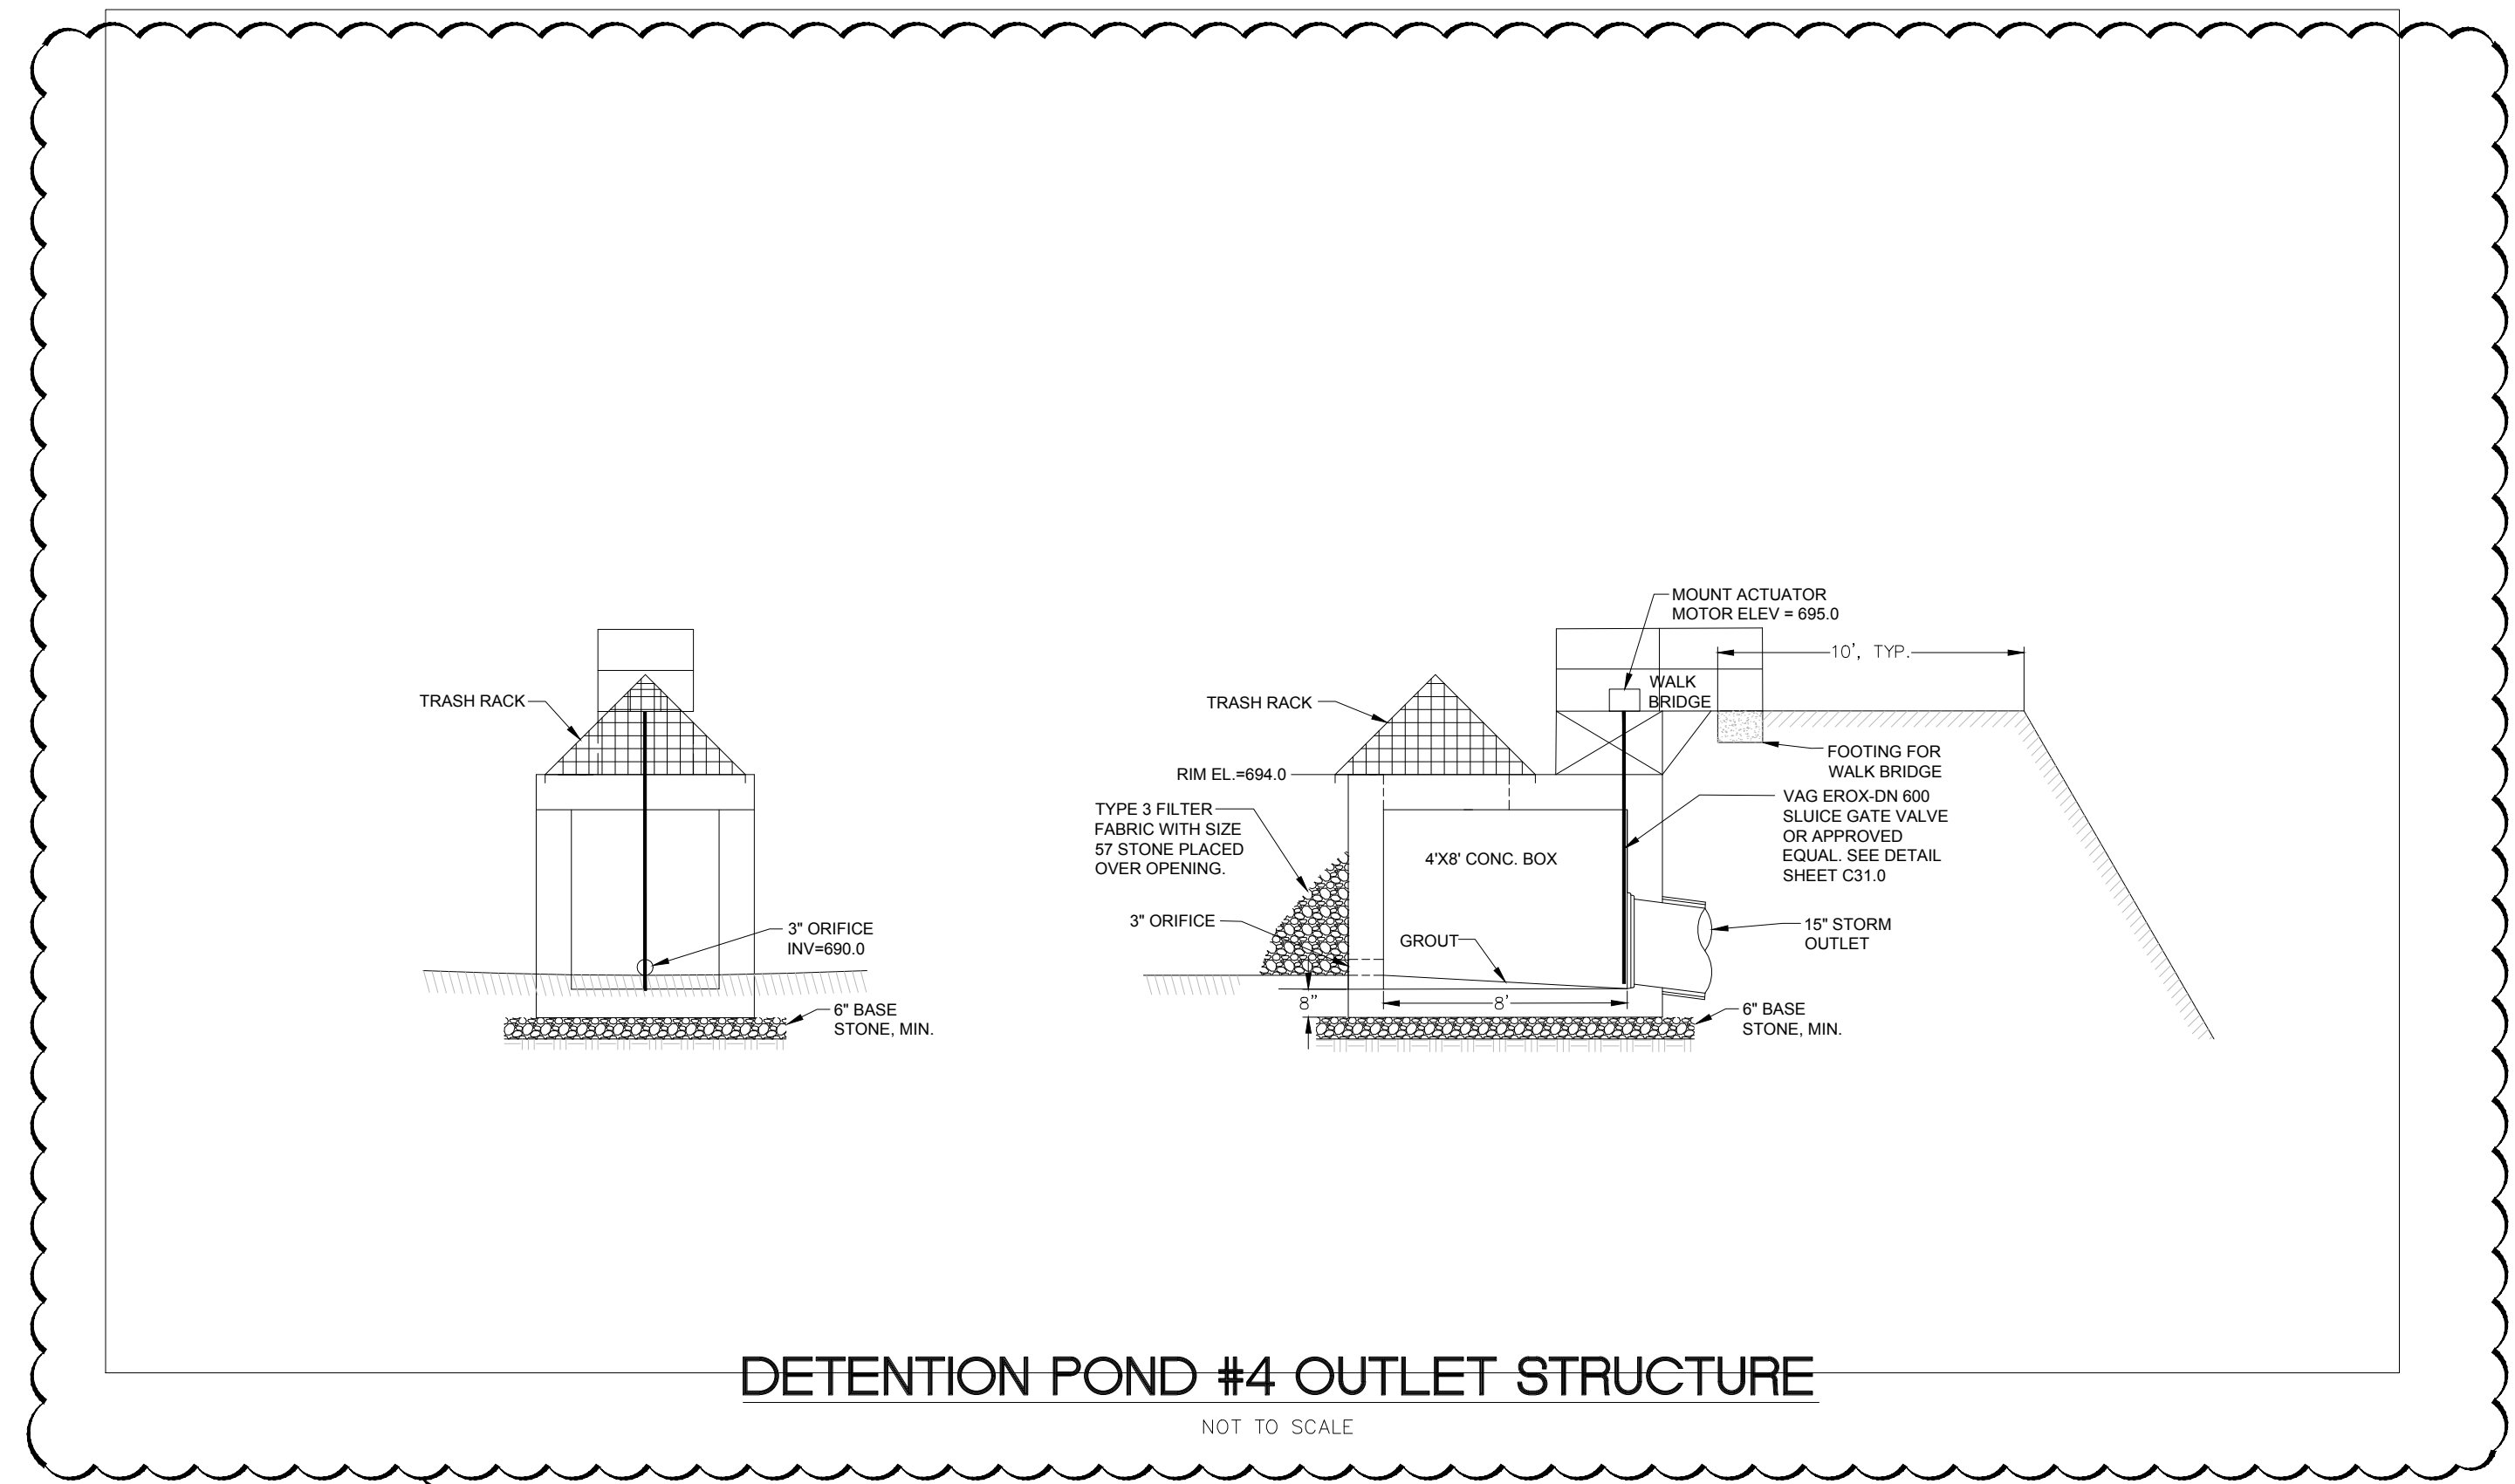 TRASH RACK
3" ORIFICE
INV=690.0
6" BASE
STONE, MIN.
MOUNT ACTUATOR
MOTOR ELEV = 695.0
10', TYP.
WALK
BRIDGE
TRASH RACK
FOOTING FOR
WALK BRIDGE
RIM EL.=694.0
TYPE 3 FILTER
FABRIC WITH SIZE
57 STONE PLACED
OVER OPENING.
VAG EROX-DN 600
SLUICE GATE VALVE
OR APPROVED
EQUAL. SEE DETAIL
SHEET C31.0
4'X8' CONC. BOX
3" ORIFICE
GROUT
15" STORM
OUTLET
8"
8'
6" BASE
STONE, MIN.
DETENTION POND #4 OUTLET STRUCTURE
NOT TO SCALE